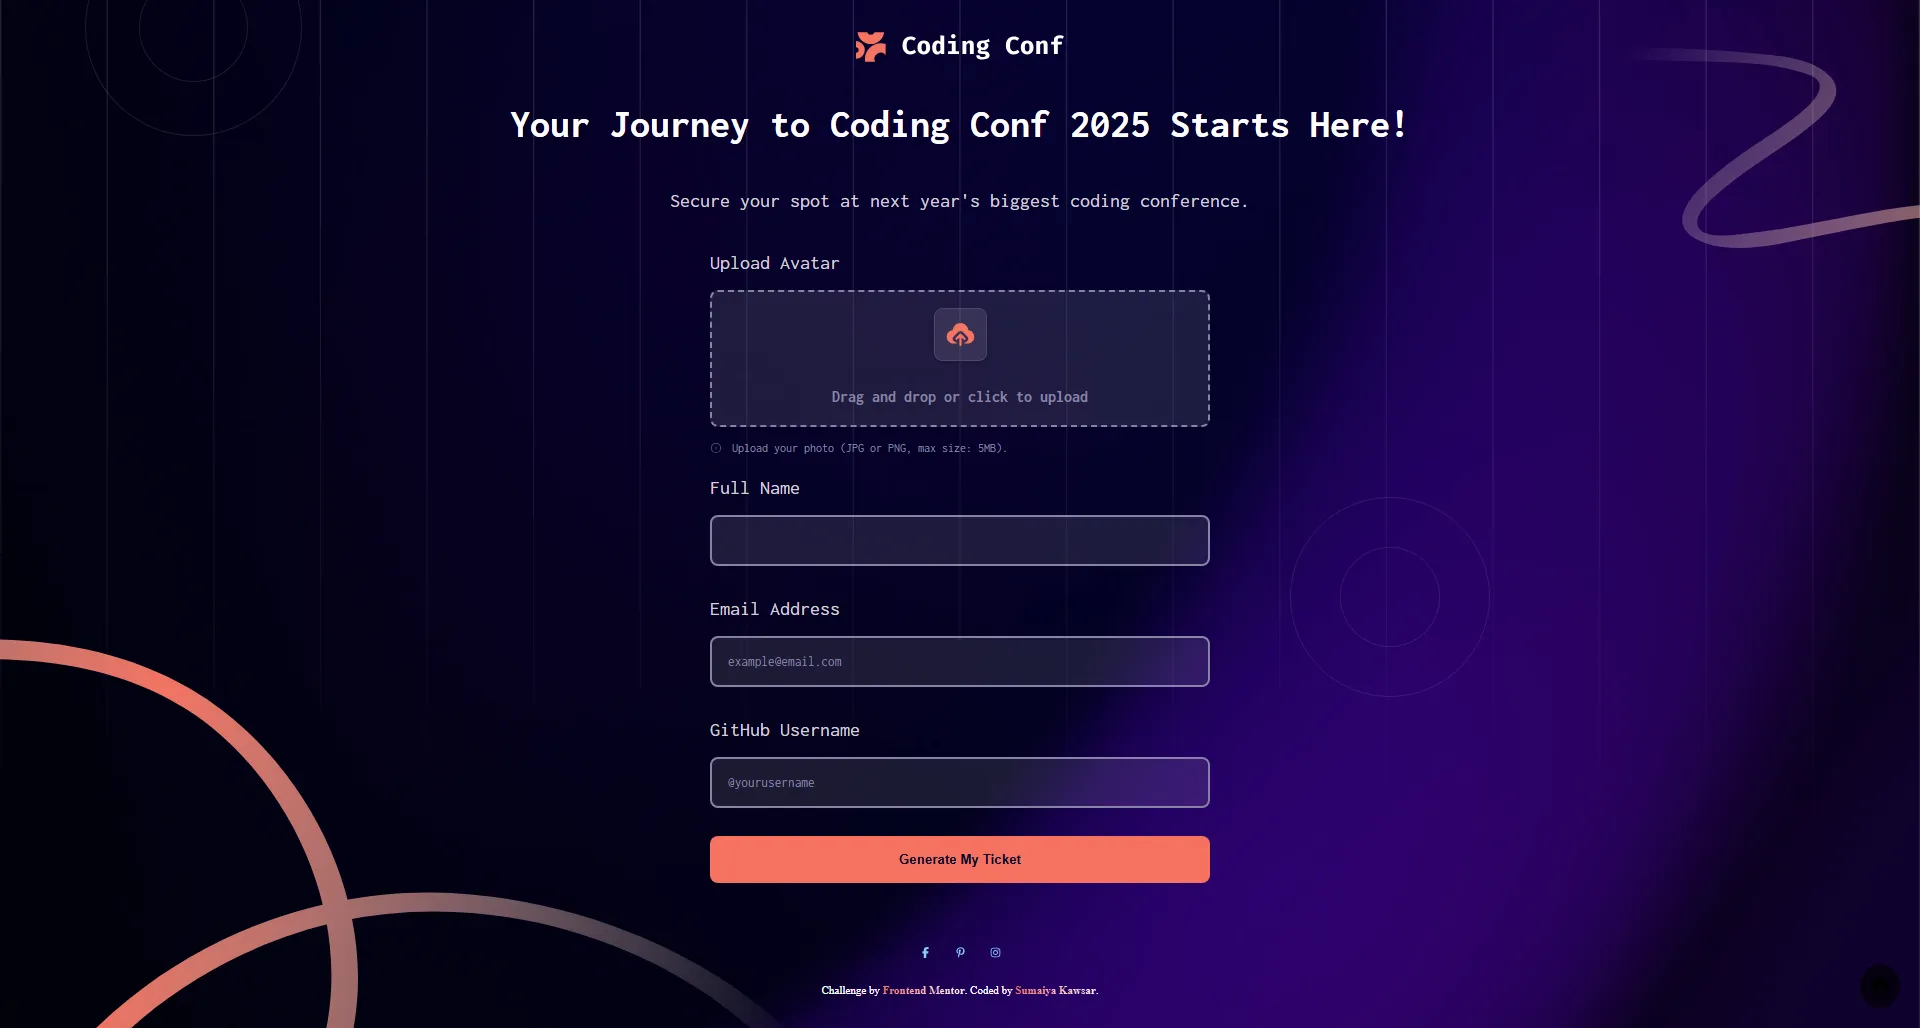 Coding Conf
Your Journey to Coding Conf 2025 Starts Here!
Secure your spot at next year's biggest coding conference.
Upload Avatar
Drag and drop or click to upload
Upload your photo (JPG or PNG, max size: 5MB).
Full Name
Email Address
example@email.com
GitHub Username
@yourusername
Generate My Ticket
Challenge by Frontend Mentor. Coded by Sumaiya Kawsar.